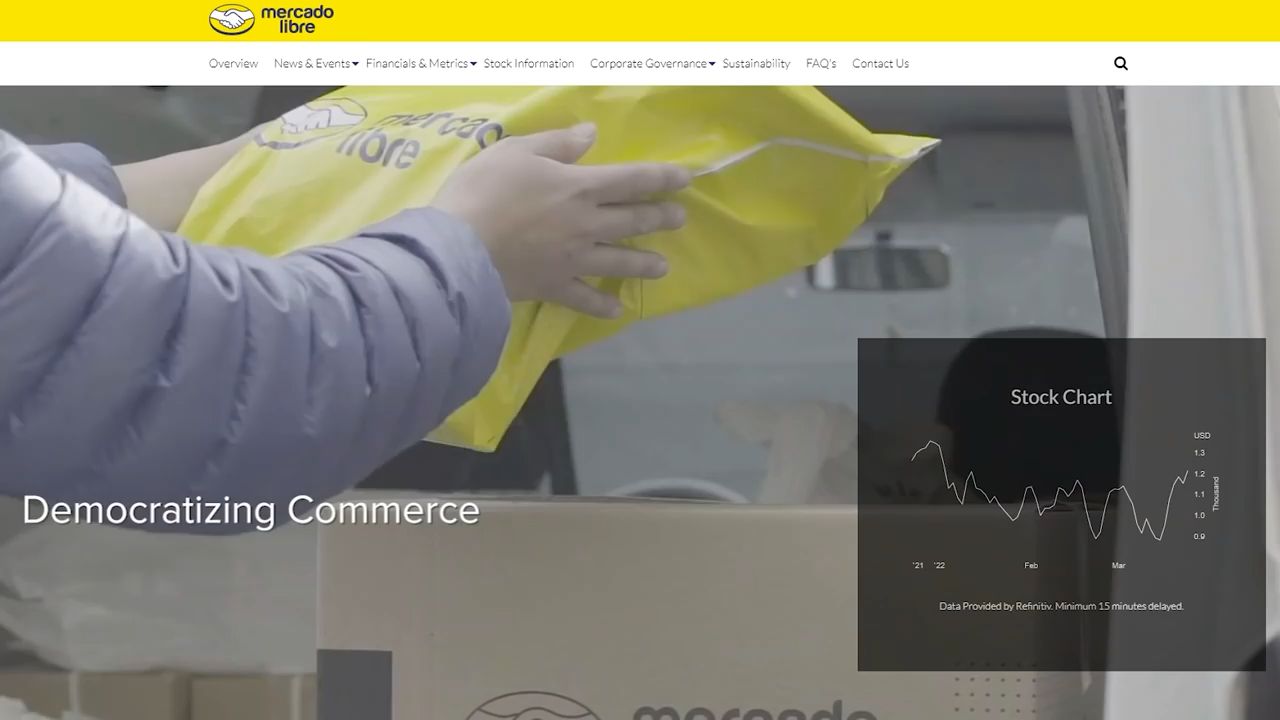 mercado
libre
Overview News & Events Financials & Metrics Stock Information Corporate Governance Sustainability FAQ's Contact Us
mercado
libre
Stock Chart
USD
1.3
1.2
1.1
1.0
0.9
Thousand
'21 '22 Feb Mar
Data Provided by Refinitiv. Minimum 15 minutes delayed.
Democratizing Commerce
mercado